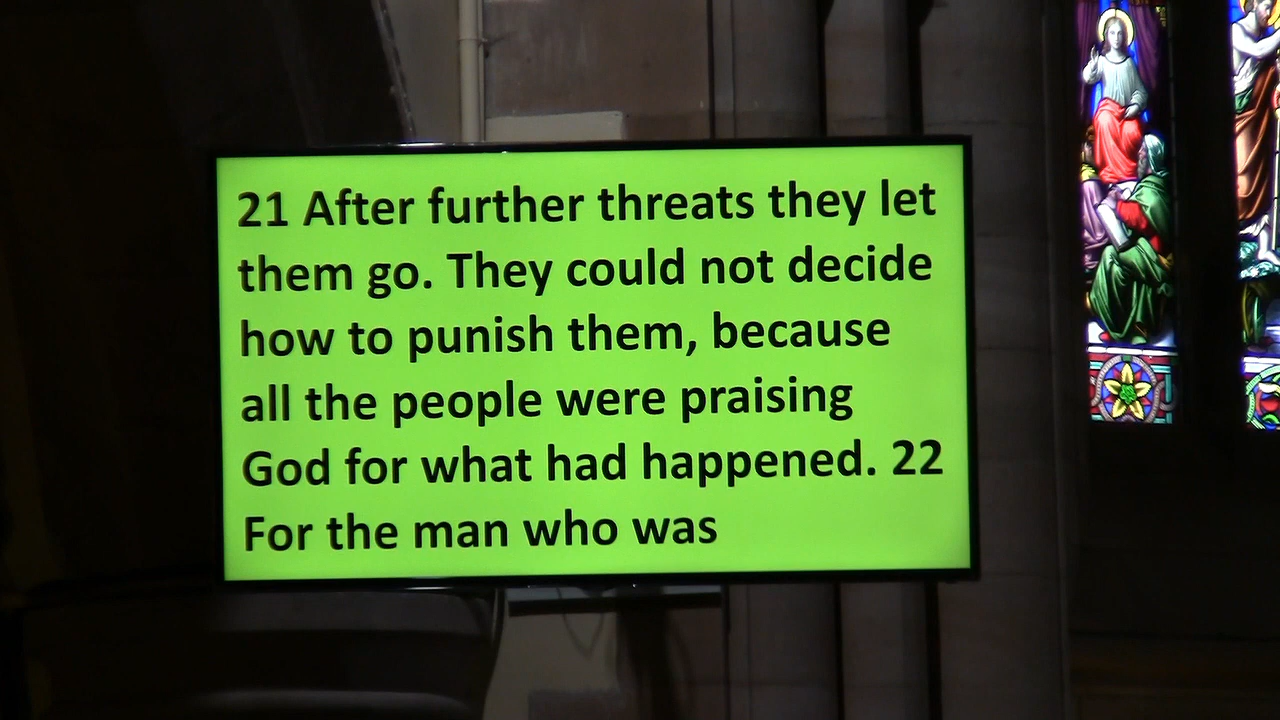 21 After further threats they let
them go. They could not decide
how to punish them, because
all the people were praising
God for what had happened. 22
For the man who was